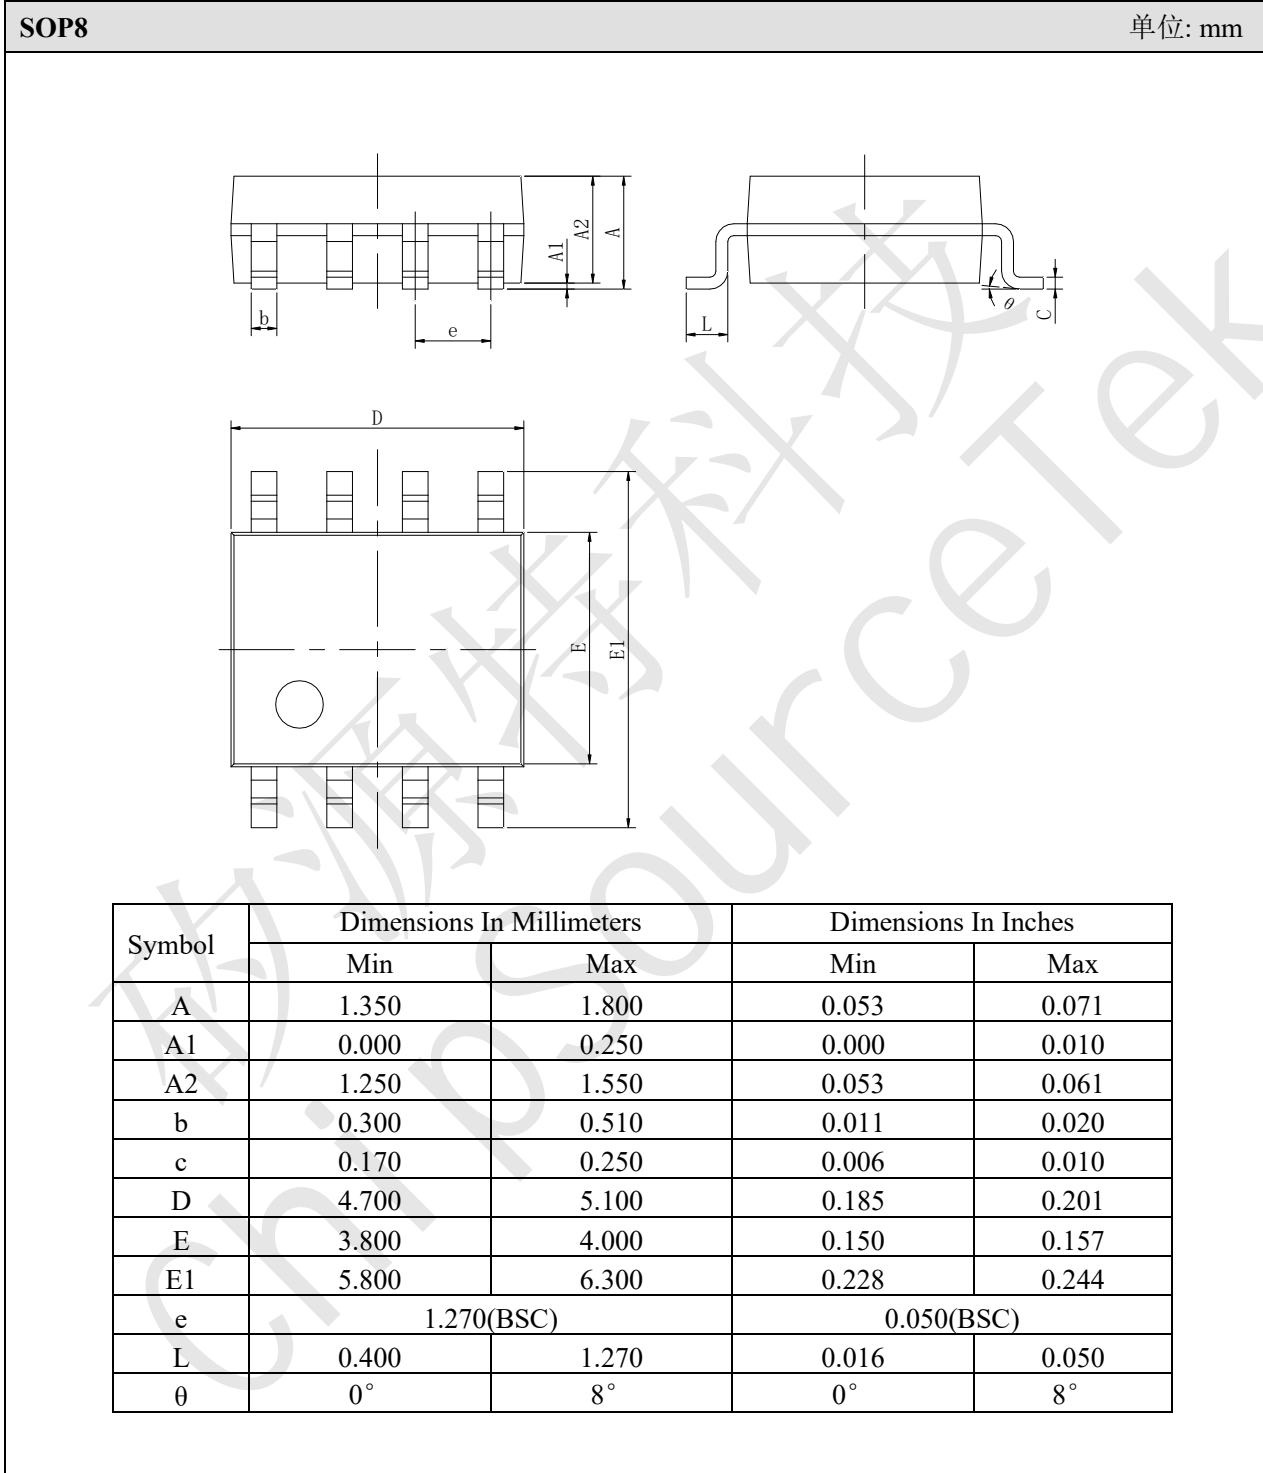 SOP8 单位: mm
A1 A2 A
b e
L θ C
D
E E1
Symbol Dimensions In Millimeters Dimensions In Inches
Min Max Min Max
A 1.350 1.800 0.053 0.071
A1 0.000 0.250 0.000 0.010
A2 1.250 1.550 0.053 0.061
b 0.300 0.510 0.011 0.020
c 0.170 0.250 0.006 0.010
D 4.700 5.100 0.185 0.201
E 3.800 4.000 0.150 0.157
E1 5.800 6.300 0.228 0.244
e 1.270(BSC) 0.050(BSC)
L 0.400 1.270 0.016 0.050
θ 0° 8° 0° 8°
矽源特科技
ChipSourceTek